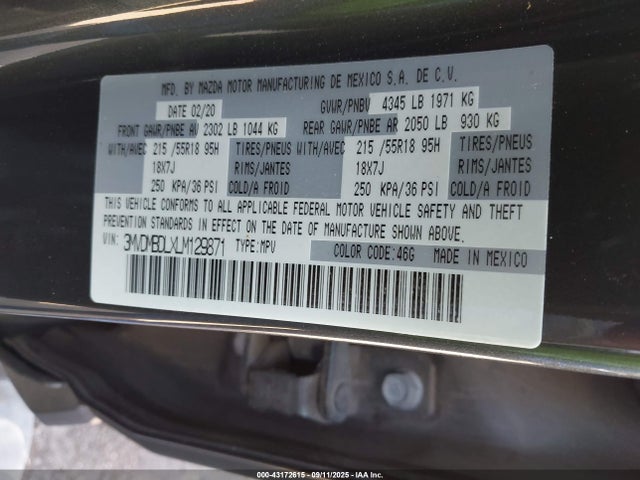 MFD. BY MAZDA MOTOR MANUFACTURING DE MEXICO S.A. DE C.V.
DATE 02/20 GVWR/PNBV 4345 LB 1971 KG
FRONT GAWR/PNBE AV 2302 LB 1044 KG REAR GAWR/PNBE AR 2050 LB 930 KG
WITH/AVEC 215 /55R18 95H TIRES/PNEUS WITH/AVEC 215 /55R18 95H TIRES/PNEUS
18X7J RIMS/JANTES 18X7J RIMS/JANTES
250 KPA/36 PSI COLD/A FROID 250 KPA/36 PSI COLD/A FROID
THIS VEHICLE CONFORMS TO ALL APPLICABLE FEDERAL MOTOR VEHICLE SAFETY AND THEFT
PREVENTION STANDARDS IN EFFECT ON THE DATE OF MANUFACTURE SHOWN ABOVE.
VIN: 3MVDMBDLXLM129871 TYPE: MPV COLOR CODE:46G MADE IN MEXICO
000-43172615 - 09/11/2025 - IAAI.COM